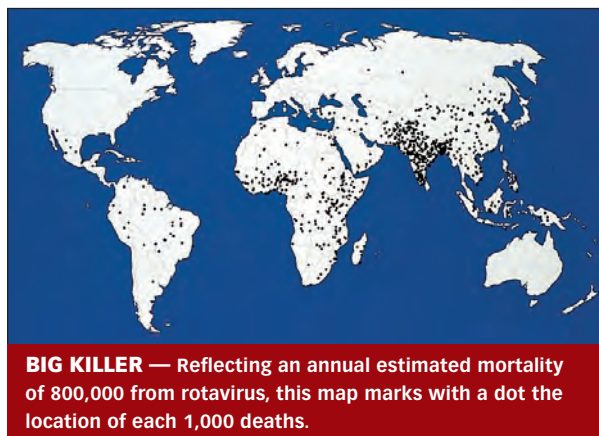 BIG KILLER — Reflecting an annual estimated mortality
of 800,000 from rotavirus, this map marks with a dot the
location of each 1,000 deaths.